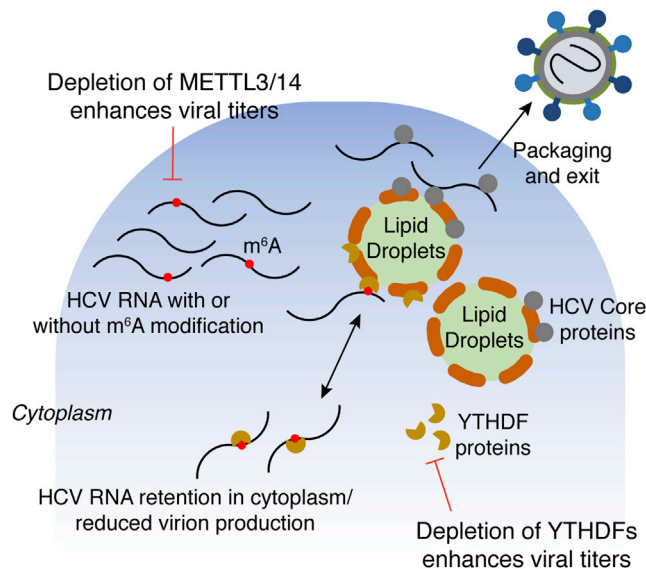 Depletion of METTL3/14
enhances viral titers
Packaging
and exit
Lipid
Droplets
m⁶A
HCV RNA with or
without m⁶A modification
Lipid
Droplets
HCV Core
proteins
Cytoplasm
YTHDF
proteins
HCV RNA retention in cytoplasm/
reduced virion production
Depletion of YTHDFs
enhances viral titers